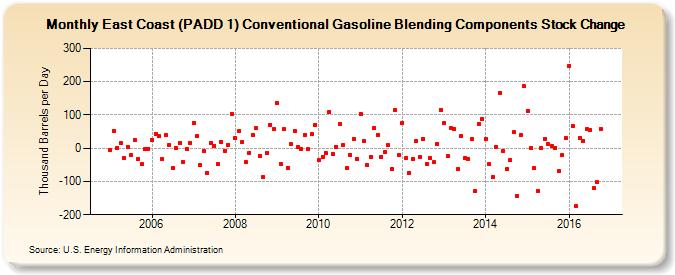 Monthly East Coast (PADD 1) Conventional Gasoline Blending Components Stock Change
Thousand Barrels per Day
300
200
100
0
-100
-200
2006 2008 2010 2012 2014 2016
Source: U.S. Energy Information Administration